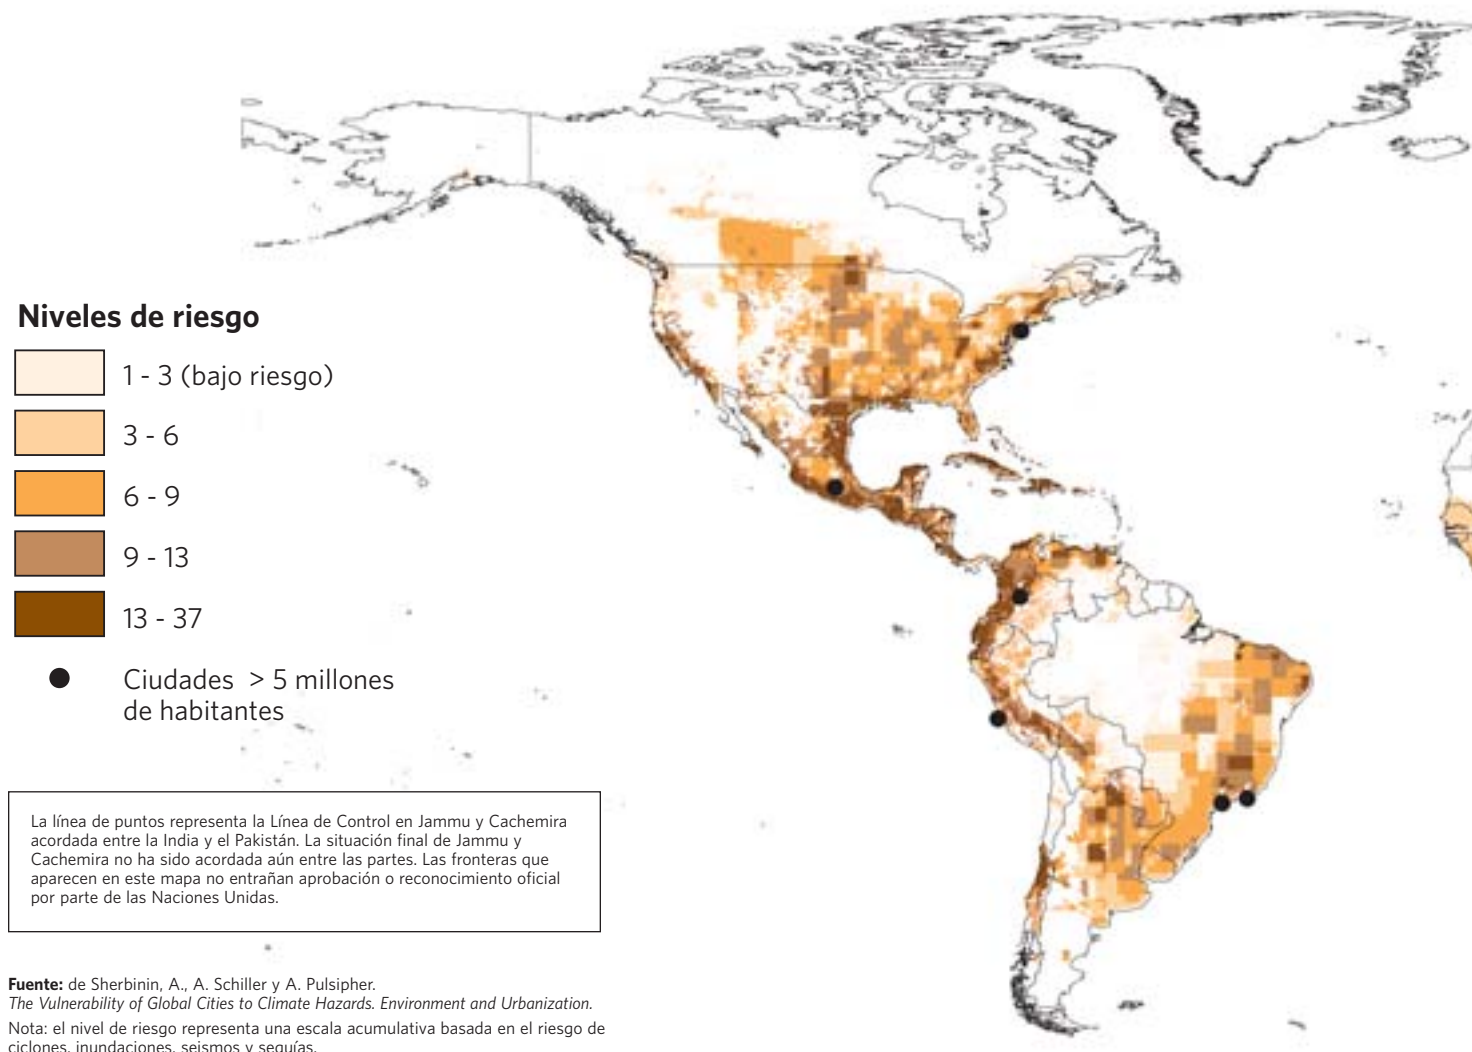 Niveles de riesgo
1 - 3 (bajo riesgo)
3 - 6
6 - 9
9 - 13
13 - 37
Ciudades > 5 millones
de habitantes
La línea de puntos representa la Línea de Control en Jammu y Cachemira
acordada entre la India y el Pakistán. La situación final de Jammu y
Cachemira no ha sido acordada aún entre las partes. Las fronteras que
aparecen en este mapa no entrañan aprobación o reconocimiento oficial
por parte de las Naciones Unidas.
Fuente: de Sherbinin, A., A. Schiller y A. Pulsipher.
The Vulnerability of Global Cities to Climate Hazards. Environment and Urbanization.
Nota: el nivel de riesgo representa una escala acumulativa basada en el riesgo de
ciclones, inundaciones, seismos y sequías.